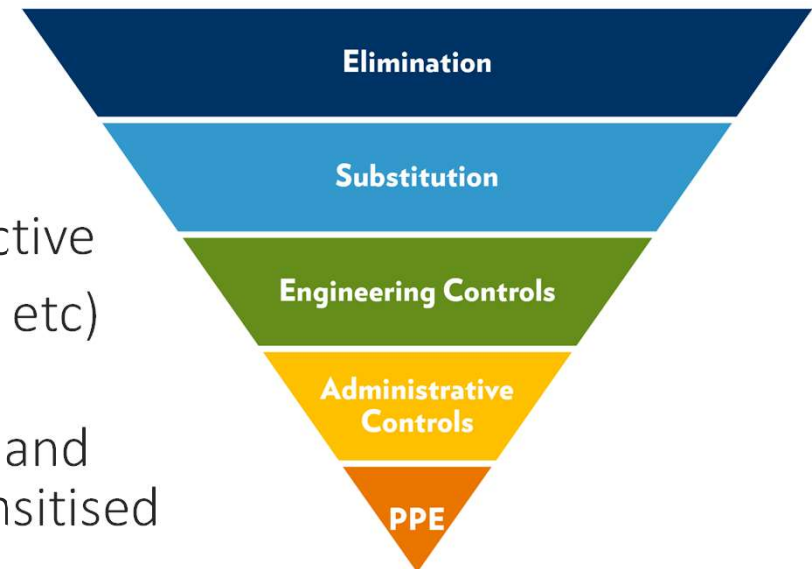 ctive
etc)
and
nsitised
Elimination
Substitution
Engineering Controls
Administrative
Controls
PPE